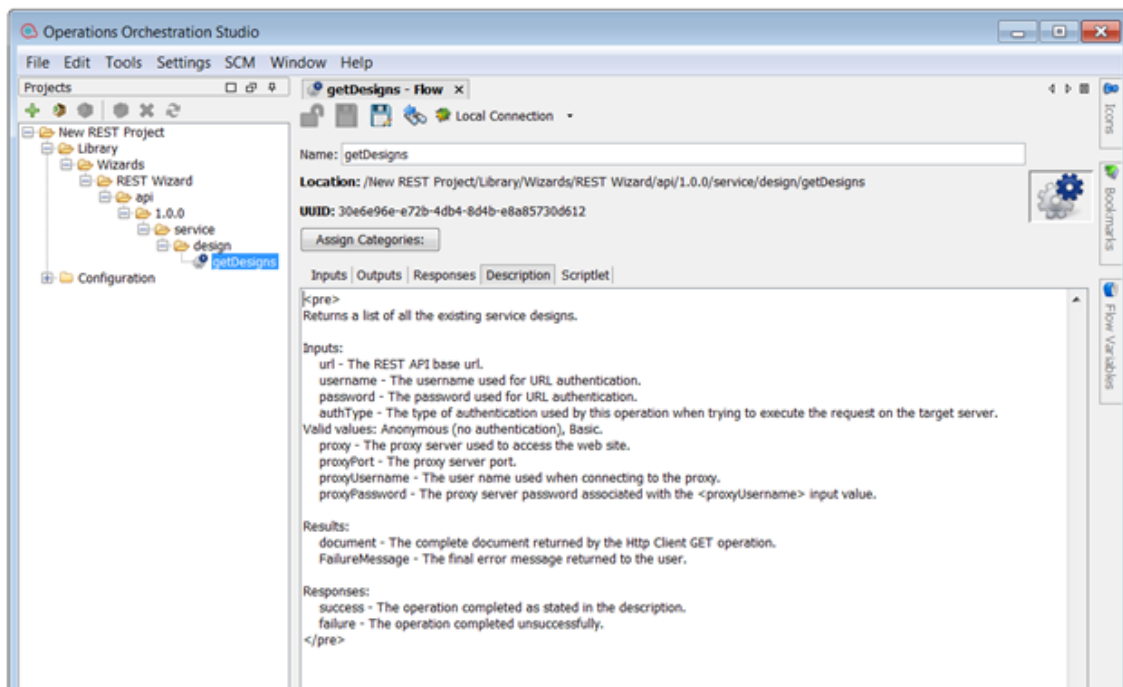 Operations Orchestration Studio
File Edit Tools Settings SCM Window Help
Projects
New REST Project
Library
Wizards
REST Wizard
api
1.0.0
service
design
getDesigns
Configuration
getDesigns - Flow
Local Connection
Name: getDesigns
Location: /New REST Project/Library/Wizards/REST Wizard/api/1.0.0/service/design/getDesigns
UUID: 30e6e96e-e72b-4db4-8d4b-e8a85730d612
Assign Categories:
Inputs Outputs Responses Description Scriptlet
<pre>
Returns a list of all the existing service designs.
Inputs:
url - The REST API base url.
username - The username used for URL authentication.
password - The password used for URL authentication.
authType - The type of authentication used by this operation when trying to execute the request on the target server.
Valid values: Anonymous (no authentication), Basic.
proxy - The proxy server used to access the web site.
proxyPort - The proxy server port.
proxyUsername - The user name used when connecting to the proxy.
proxyPassword - The proxy server password associated with the <proxyUsername> input value.
Results:
document - The complete document returned by the Http Client GET operation.
FailureMessage - The final error message returned to the user.
Responses:
success - The operation completed as stated in the description.
failure - The operation completed unsuccessfully.
</pre>
Icons
Bookmarks
Flow Variables